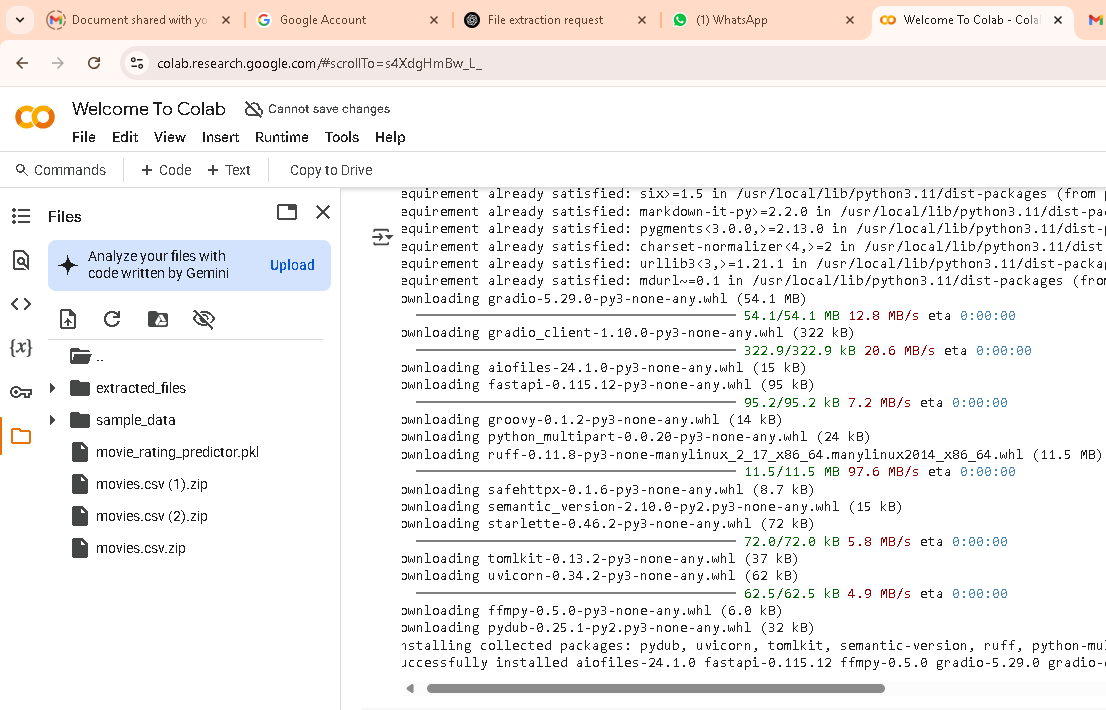 Document shared with yo
Google Account
File extraction request
(1) WhatsApp
Welcome To Colab - Cola
colab.research.google.com/#scrollTo=s4XdgHmBw_L_
Welcome To Colab
Cannot save changes
File Edit View Insert Runtime Tools Help
Commands + Code + Text Copy to Drive
Files
Analyze your files with
code written by Gemini
Upload
..
extracted_files
sample_data
movie_rating_predictor.pkl
movies.csv (1).zip
movies.csv (2).zip
movies.csv.zip
equirement already satisfied: six>=1.5 in /usr/local/lib/python3.11/dist-packages (from p
equirement already satisfied: markdown-it-py>=2.2.0 in /usr/local/lib/python3.11/dist-pac
equirement already satisfied: pygments<3.0.0,>=2.13.0 in /usr/local/lib/python3.11/dist-p
equirement already satisfied: charset-normalizer<4,>=2 in /usr/local/lib/python3.11/dist-
equirement already satisfied: urllib3<3,>=1.21.1 in /usr/local/lib/python3.11/dist-packag
equirement already satisfied: mdurl~=0.1 in /usr/local/lib/python3.11/dist-packages (from
ownloading gradio-5.29.0-py3-none-any.whl (54.1 MB)
54.1/54.1 MB 12.8 MB/s eta 0:00:00
ownloading gradio_client-1.10.0-py3-none-any.whl (322 kB)
322.9/322.9 kB 20.6 MB/s eta 0:00:00
ownloading aiofiles-24.1.0-py3-none-any.whl (15 kB)
ownloading fastapi-0.115.12-py3-none-any.whl (95 kB)
95.2/95.2 kB 7.2 MB/s eta 0:00:00
ownloading groovy-0.1.2-py3-none-any.whl (14 kB)
ownloading python_multipart-0.0.20-py3-none-any.whl (24 kB)
ownloading ruff-0.11.8-py3-none-manylinux_2_17_x86_64.manylinux2014_x86_64.whl (11.5 MB)
11.5/11.5 MB 97.6 MB/s eta 0:00:00
ownloading safehttpx-0.1.6-py3-none-any.whl (8.7 kB)
ownloading semantic_version-2.10.0-py2.py3-none-any.whl (15 kB)
ownloading starlette-0.46.2-py3-none-any.whl (72 kB)
72.0/72.0 kB 5.8 MB/s eta 0:00:00
ownloading tomlkit-0.13.2-py3-none-any.whl (37 kB)
ownloading uvicorn-0.34.2-py3-none-any.whl (62 kB)
62.5/62.5 kB 4.9 MB/s eta 0:00:00
ownloading ffmpy-0.5.0-py3-none-any.whl (6.0 kB)
ownloading pydub-0.25.1-py2.py3-none-any.whl (32 kB)
nstalling collected packages: pydub, uvicorn, tomlkit, semantic-version, ruff, python-mul
uccessfully installed aiofiles-24.1.0 fastapi-0.115.12 ffmpy-0.5.0 gradio-5.29.0 gradio-c